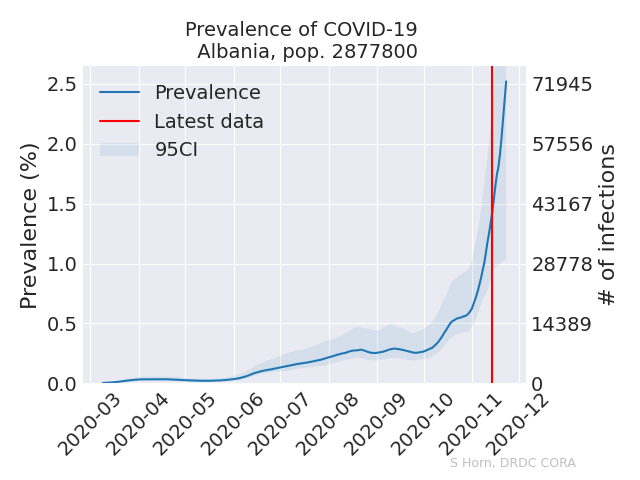 Prevalence of COVID-19
Albania, pop. 2877800
Prevalence
Latest data
95CI
Prevalence (%)
2.5
2.0
1.5
1.0
0.5
0.0
71945
57556
43167
28778
14389
0
# of infections
2020-03
2020-04
2020-05
2020-06
2020-07
2020-08
2020-09
2020-10
2020-11
2020-12
S Horn, DRDC CORA